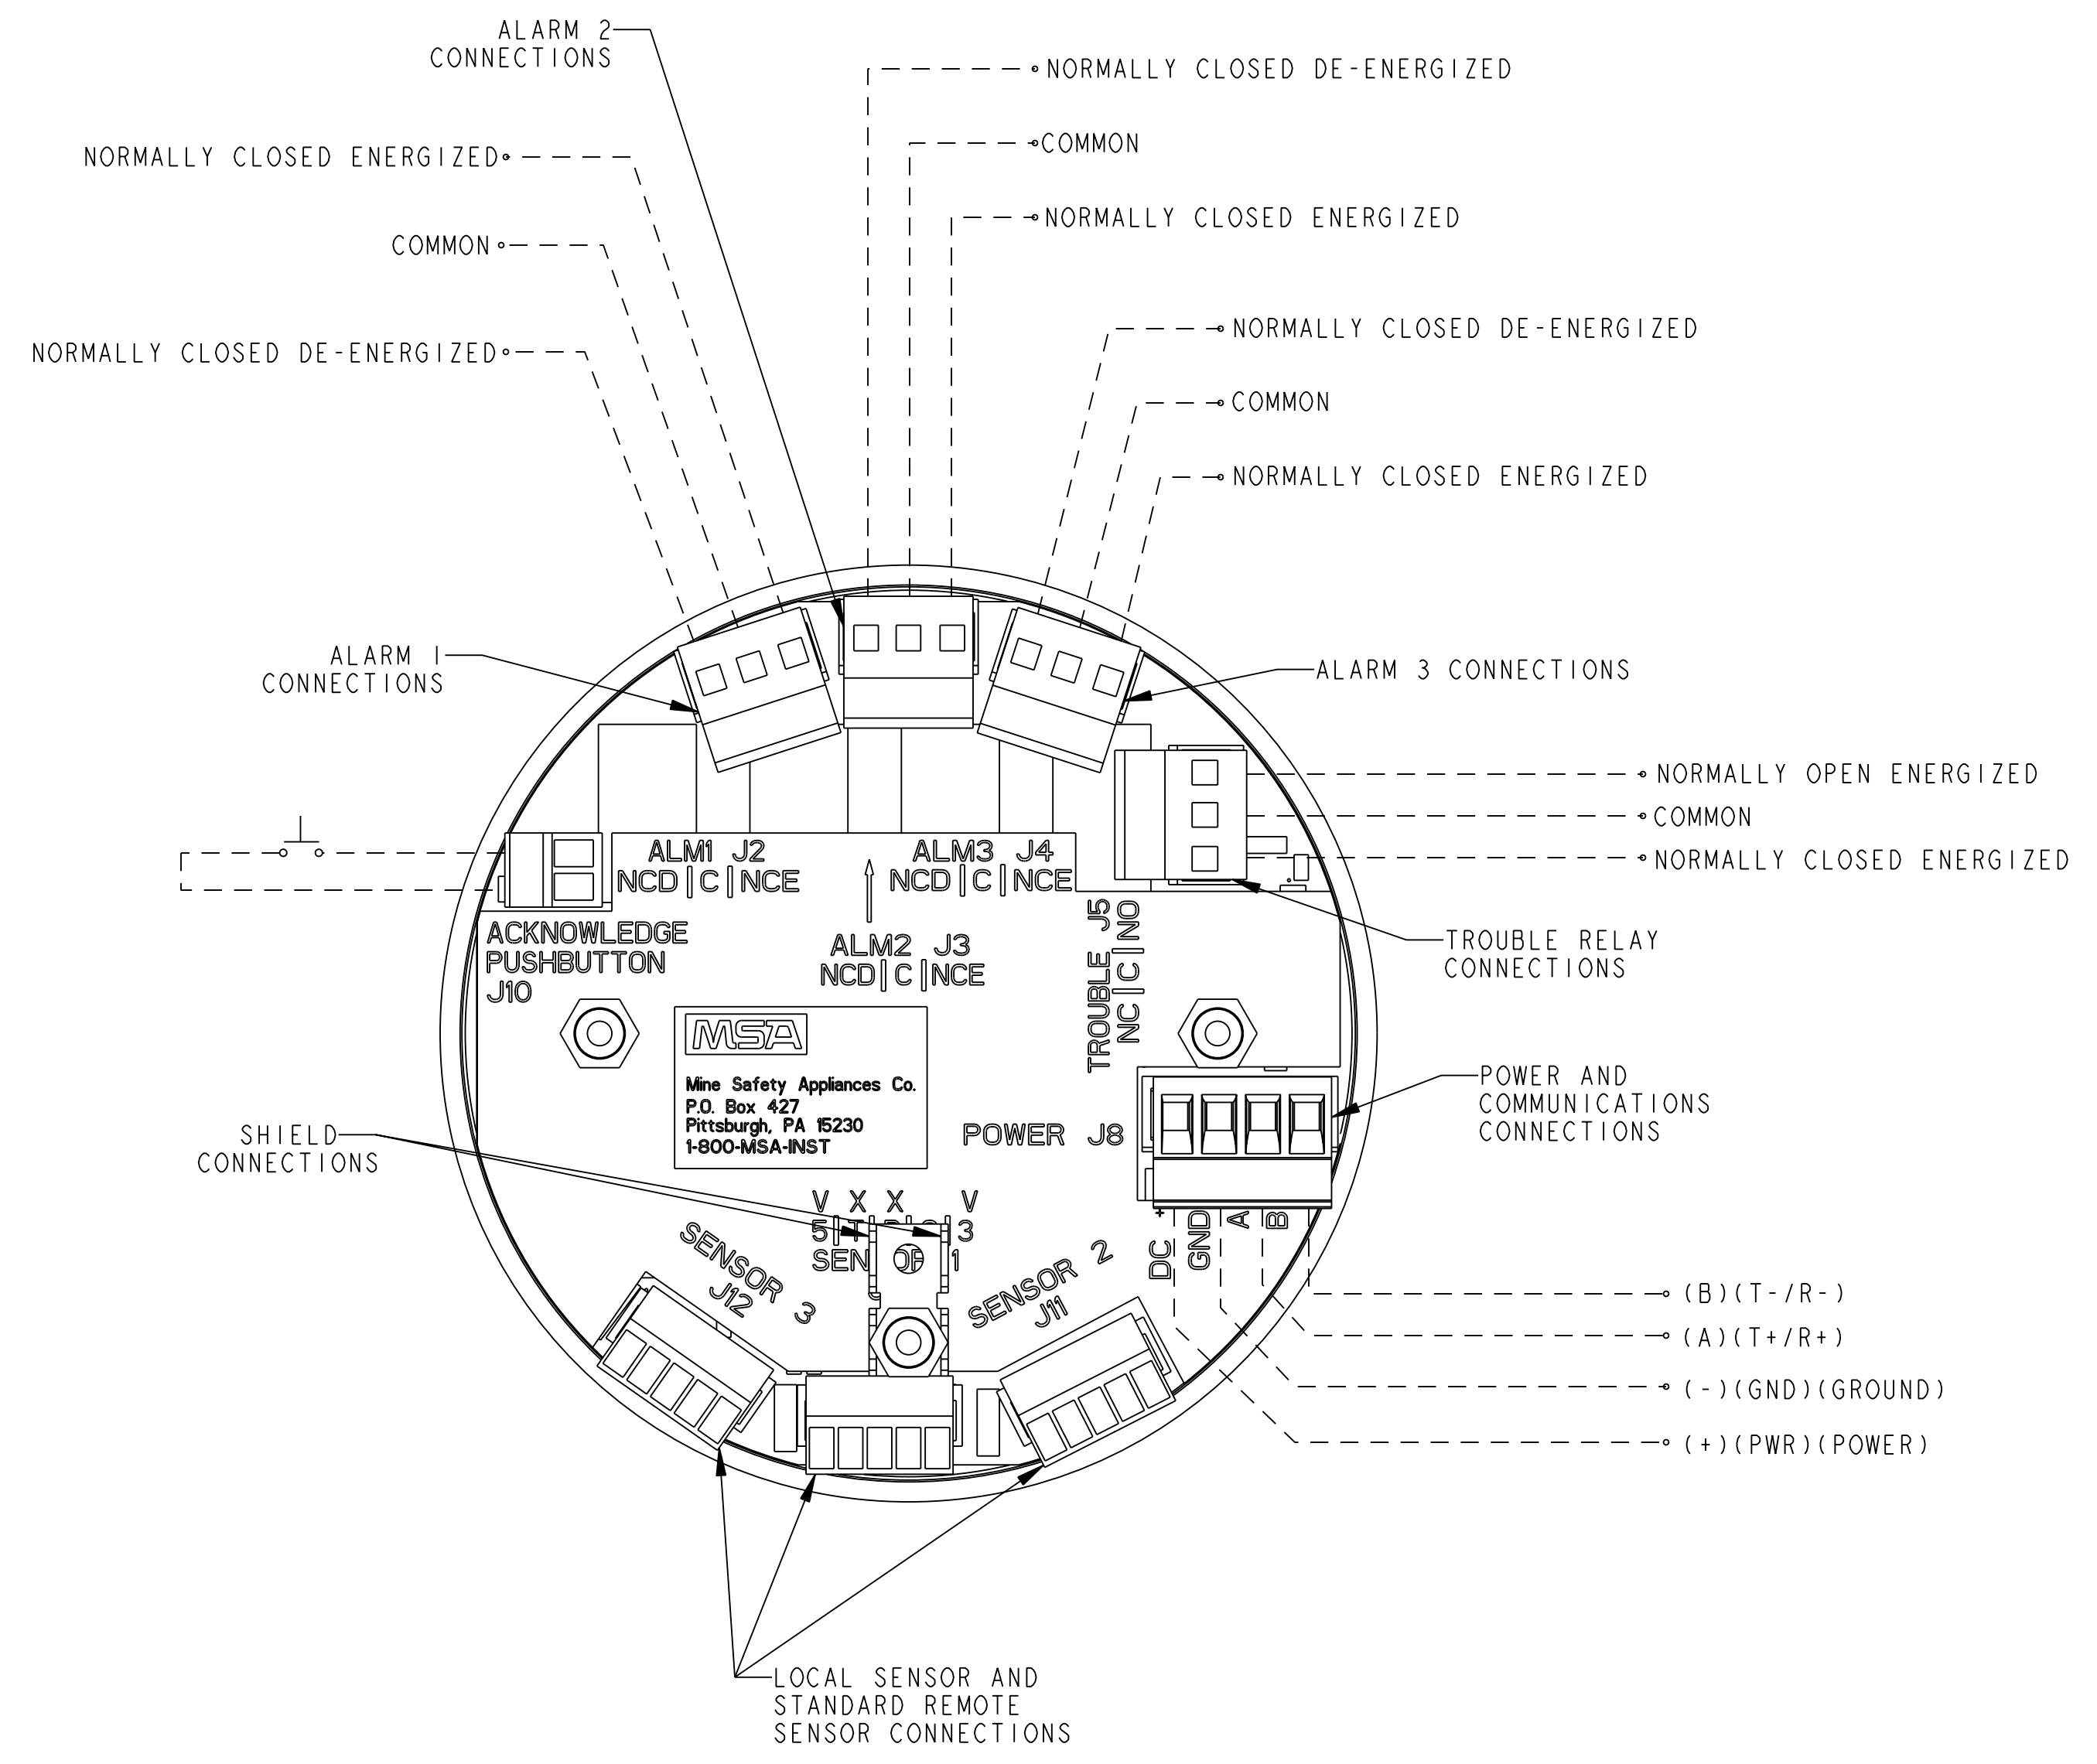 ALARM 2
CONNECTIONS
NORMALLY CLOSED DE-ENERGIZED
COMMON
NORMALLY CLOSED ENERGIZED
NORMALLY CLOSED ENERGIZED
COMMON
NORMALLY CLOSED DE-ENERGIZED
NORMALLY CLOSED DE-ENERGIZED
COMMON
NORMALLY CLOSED ENERGIZED
ALARM 1
CONNECTIONS
ALARM 3 CONNECTIONS
NORMALLY OPEN ENERGIZED
COMMON
NORMALLY CLOSED ENERGIZED
ALM1 J2
NCD|C|NCE
ALM3 J4
NCD|C|NCE
ACKNOWLEDGE
PUSHBUTTON
J10
ALM2 J3
NCD|C|NCE
TROUBLE J5
NC|C|NO
TROUBLE RELAY
CONNECTIONS
MSA
Mine Safety Appliances Co.
P.O. Box 427
Pittsburgh, PA 15230
1-800-MSA-INST
POWER AND
COMMUNICATIONS
CONNECTIONS
POWER J8
SHIELD
CONNECTIONS
V X X V
5 T 3
SEN OR 1
DC +
GND
A
B
SENSOR 3
J12
SENSOR 2
J11
(B)(T-/R-)
(A)(T+/R+)
(-)(GND)(GROUND)
(+)(PWR)(POWER)
LOCAL SENSOR AND
STANDARD REMOTE
SENSOR CONNECTIONS